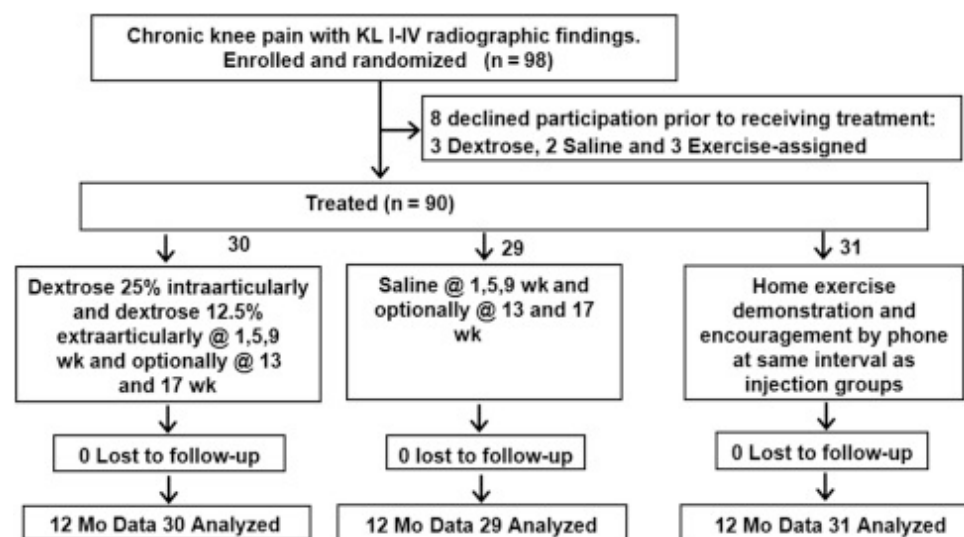 Chronic knee pain with KL I-IV radiographic findings.
Enrolled and randomized (n = 98)
8 declined participation prior to receiving treatment:
3 Dextrose, 2 Saline and 3 Exercise-assigned
Treated (n = 90)
30
29
31
Dextrose 25% intraarticularly
and dextrose 12.5%
extraarticularly @ 1,5,9
wk and optionally @ 13
and 17 wk
Saline @ 1,5,9 wk and
optionally @ 13 and 17
wk
Home exercise
demonstration and
encouragement by phone
at same interval as
injection groups
0 Lost to follow-up
0 lost to follow-up
0 Lost to follow-up
12 Mo Data 30 Analyzed
12 Mo Data 29 Analyzed
12 Mo Data 31 Analyzed